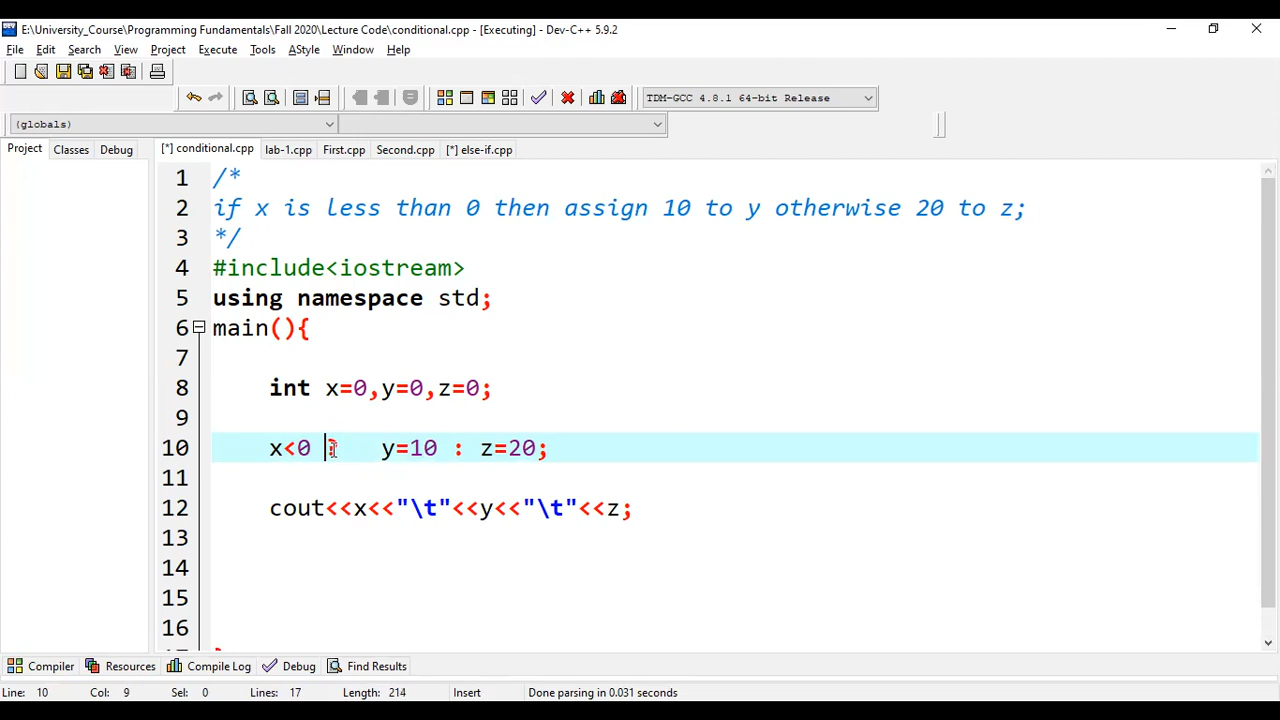 E:\University_Course\Programming Fundamentals\Fall 2020\Lecture Code\conditional.cpp - [Executing] - Dev-C++ 5.9.2
File Edit Search View Project Execute Tools AStyle Window Help
TDM-GCC 4.8.1 64-bit Release
(globals)
Project Classes Debug [*] conditional.cpp lab-1.cpp First.cpp Second.cpp [*] else-if.cpp
1 /*
2 if x is less than 0 then assign 10 to y otherwise 20 to z;
3 */
4 #include<iostream>
5 using namespace std;
6 main(){
7
8 int x=0,y=0,z=0;
9
10 x<0 ? y=10 : z=20;
11
12 cout<<x<<"\t"<<y<<"\t"<<z;
13
14
15
16
Compiler Resources Compile Log Debug Find Results
Line: 10 Col: 9 Sel: 0 Lines: 17 Length: 214 Insert Done parsing in 0.031 seconds